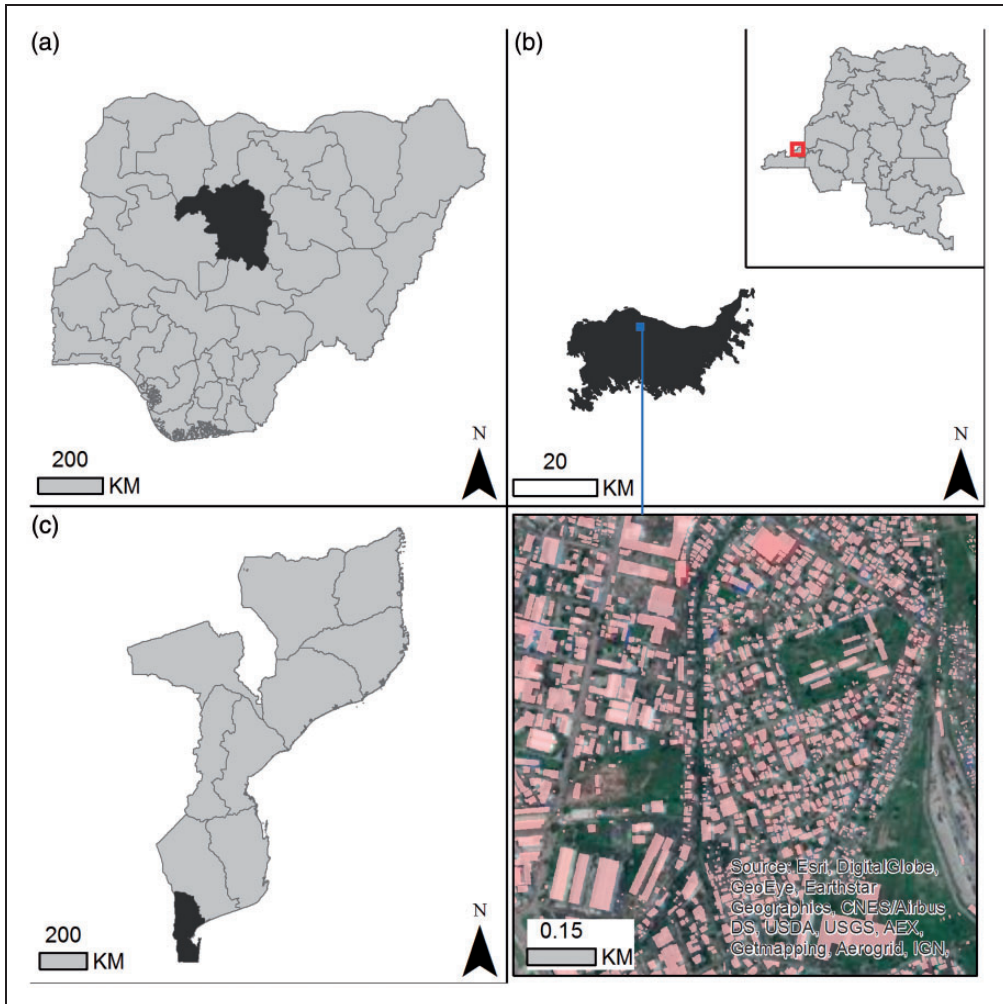 (a)
N
200
KM
(b)
N
20
KM
(c)
N
200
KM
Source: Esri, DigitalGlobe,
GeoEye, Earthstar
Geographics, CNES/Airbus
DS, USDA, USGS, AEX,
Getmapping, Aerogrid, IGN,
0.15
KM